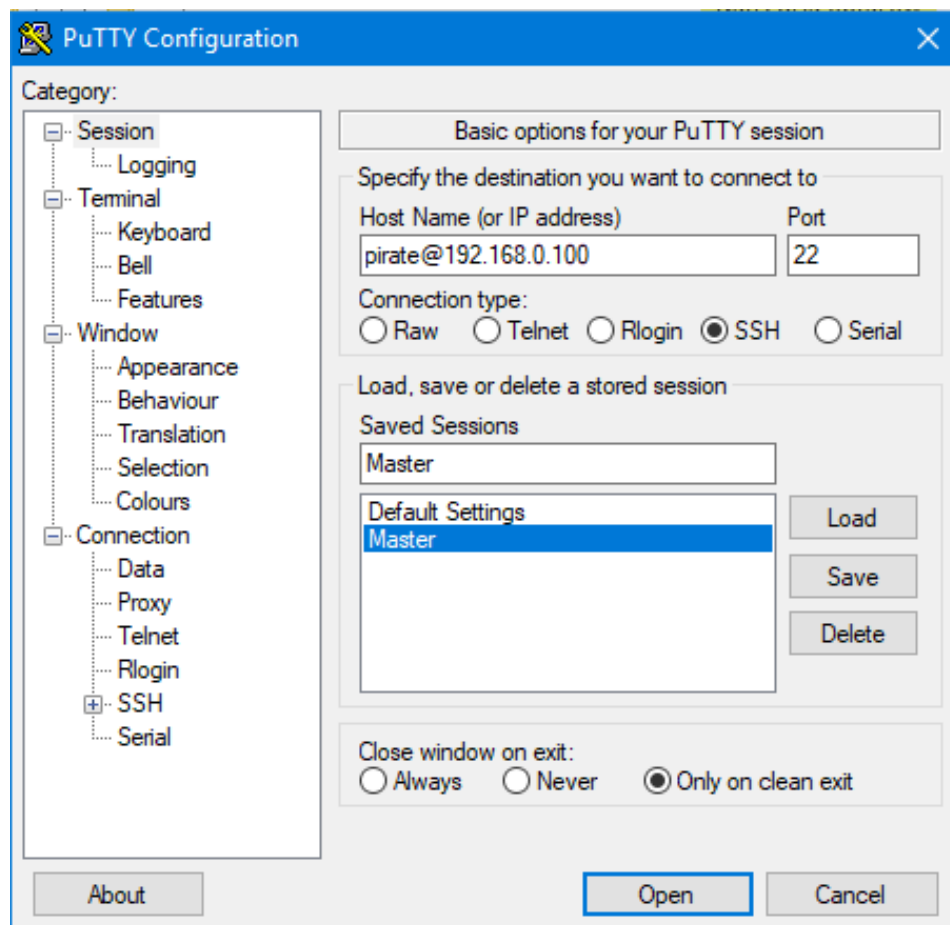 PuTTY Configuration
Category:
Session
Logging
Terminal
Keyboard
Bell
Features
Window
Appearance
Behaviour
Translation
Selection
Colours
Connection
Data
Proxy
Telnet
Rlogin
SSH
Serial
Basic options for your PuTTY session
Specify the destination you want to connect to
Host Name (or IP address) Port
pirate@192.168.0.100 22
Connection type:
Raw Telnet Rlogin SSH Serial
Load, save or delete a stored session
Saved Sessions
Master
Default Settings
Master
Load
Save
Delete
Close window on exit:
Always Never Only on clean exit
About Open Cancel